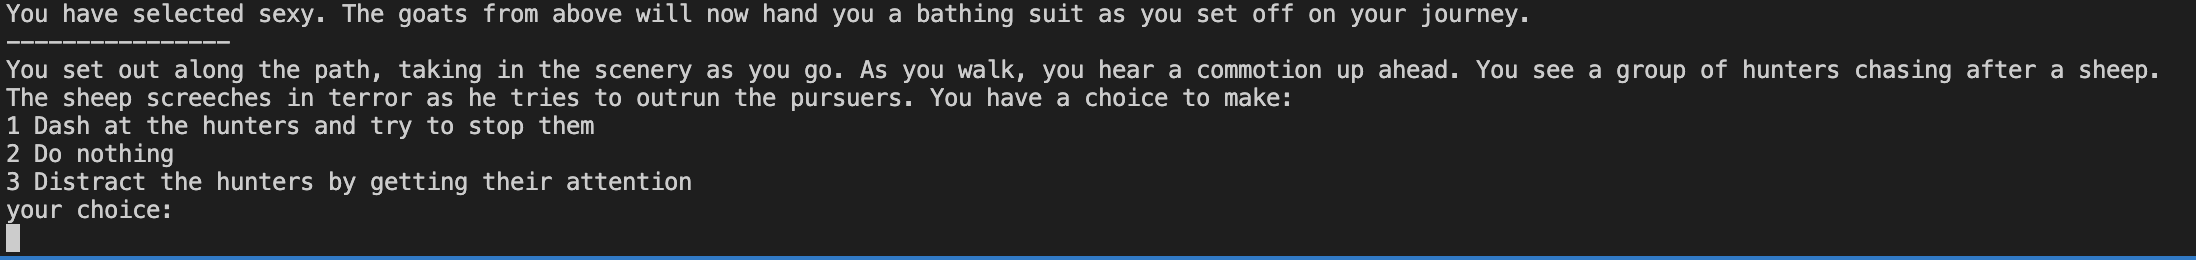 You have selected sexy. The goats from above will now hand you a bathing suit as you set off on your journey.
----------------
You set out along the path, taking in the scenery as you go. As you walk, you hear a commotion up ahead. You see a group of hunters chasing after a sheep.
The sheep screeches in terror as he tries to outrun the pursuers. You have a choice to make:
1 Dash at the hunters and try to stop them
2 Do nothing
3 Distract the hunters by getting their attention
your choice: